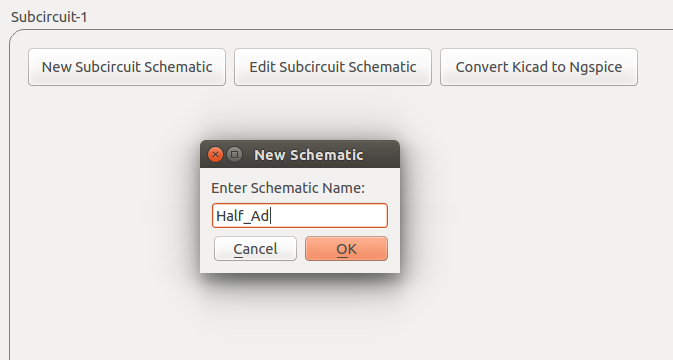 Subcircuit-1
New Subcircuit Schematic
Edit Subcircuit Schematic
Convert Kicad to Ngspice
New Schematic
Enter Schematic Name:
Half_Ad
Cancel
OK